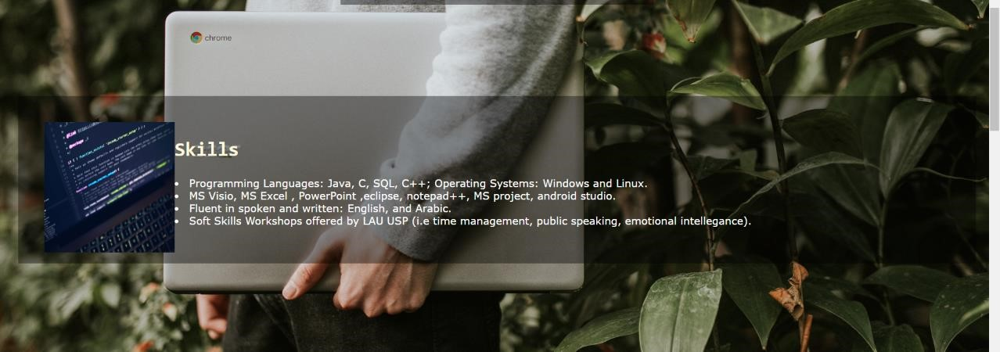 chrome
Skills
Programming Languages: Java, C, SQL, C++; Operating Systems: Windows and Linux.
MS Visio, MS Excel , PowerPoint ,eclipse, notepad++, MS project, android studio.
Fluent in spoken and written: English, and Arabic.
Soft Skills Workshops offered by LAU USP (i.e time management, public speaking, emotional intellegance).